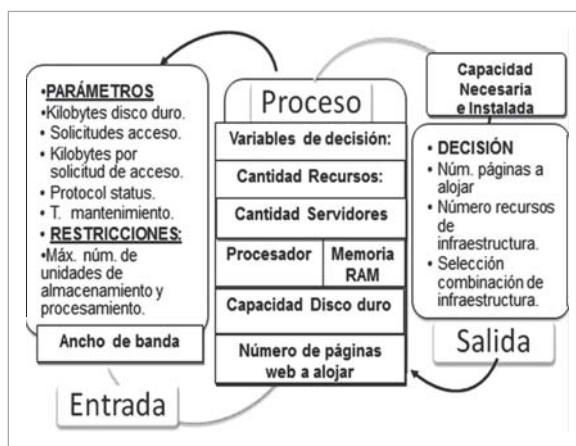 •PARÁMETROS
•Kilobytes disco duro.
• Solicitudes acceso.
• Kilobytes por
solicitud de acceso.
• Protocol status.
• T. mantenimiento.
• RESTRICCIONES:
•Máx. núm. de
unidades de
almacenamiento y
procesamiento.
Ancho de banda
Entrada
Proceso
Variables de decisión:
Cantidad Recursos:
Cantidad Servidores
Procesador
Memoria
RAM
Capacidad Disco duro
Número de páginas
web a alojar
Capacidad
Necesaria
e Instalada
• DECISIÓN
• Núm. páginas a
alojar
• Número recursos
de
infraestructura.
• Selección
combinación de
infraestructura.
Salida